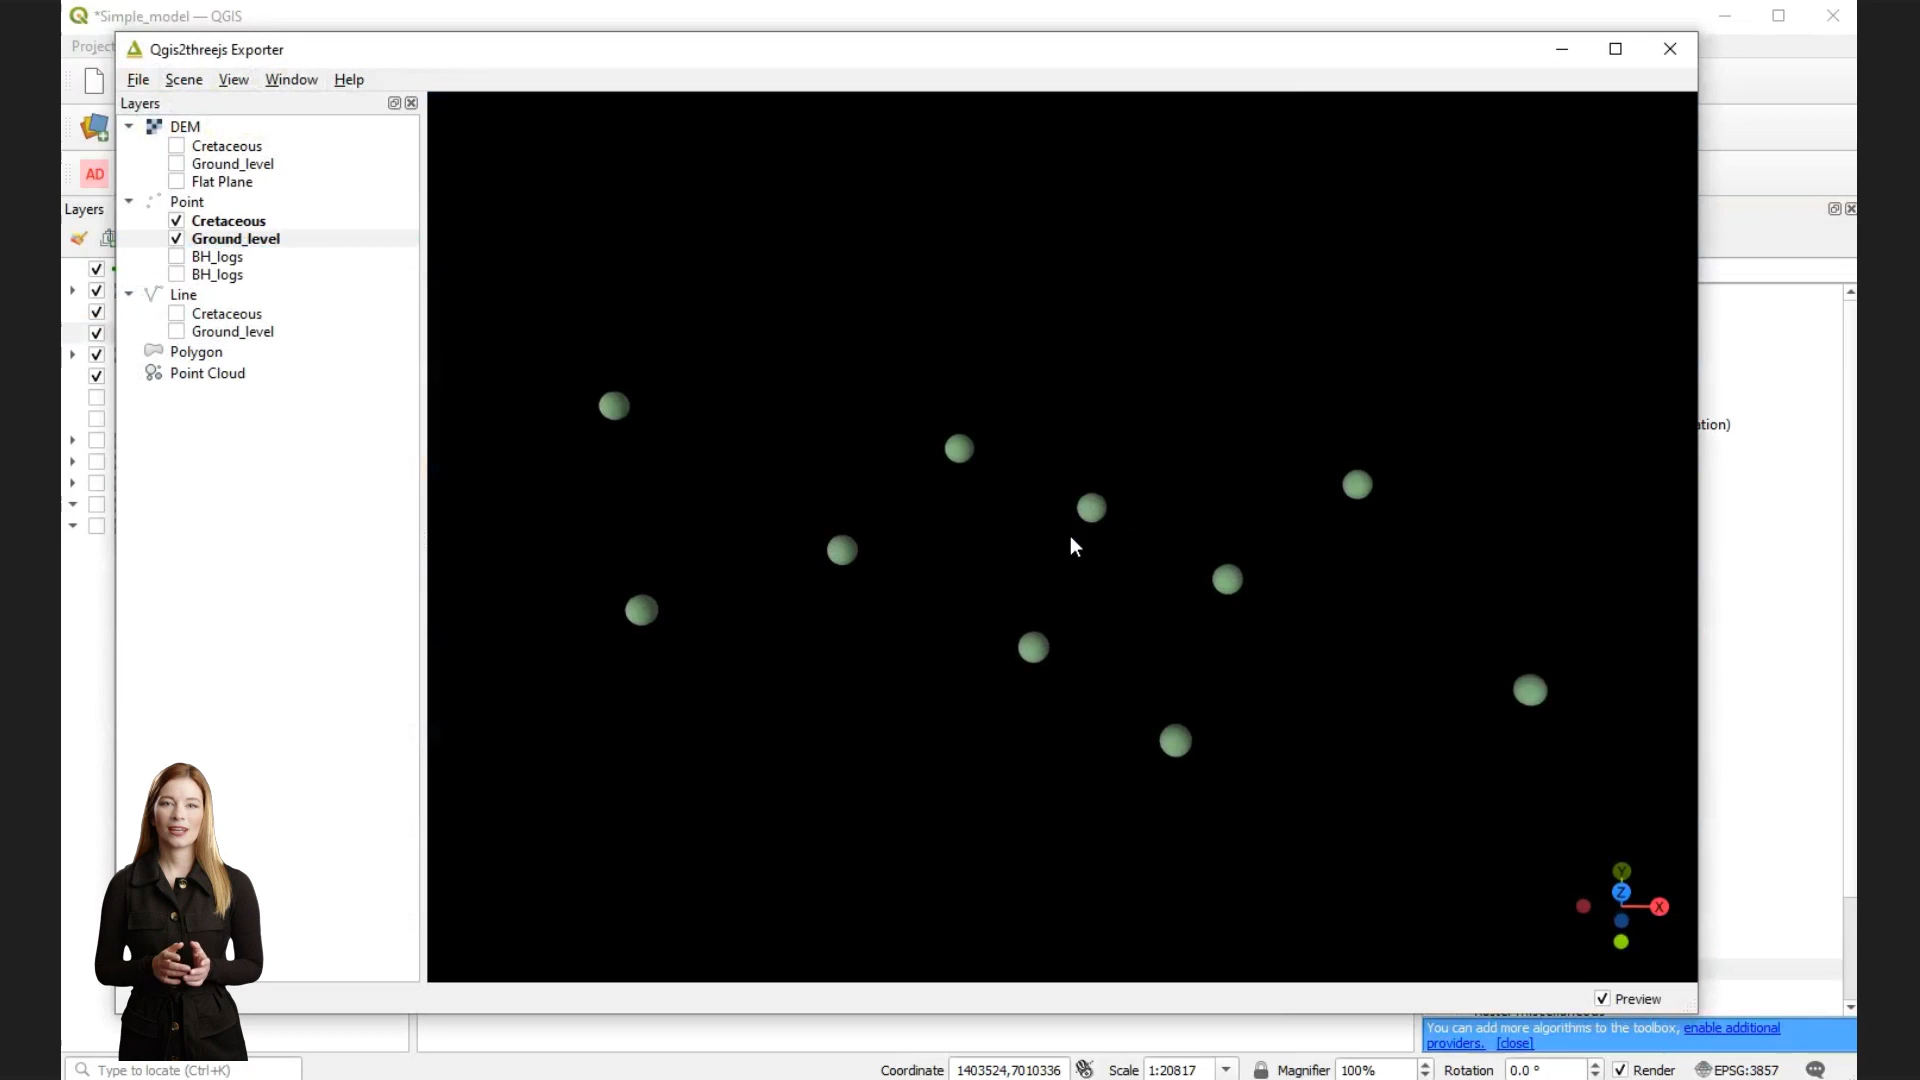 *Simple_model — QGIS
Project
Qgis2threejs Exporter
File Scene View Window Help
Layers
DEM
Cretaceous
Ground_level
Flat Plane
Point
Cretaceous
Ground_level
BH_logs
BH_logs
Line
Cretaceous
Ground_level
Polygon
Point Cloud
AD
Layers
ation)
Y
Z
X
Preview
You can add more algorithms to the toolbox, enable additional
providers. [close]
Type to locate (Ctrl+K)
Coordinate 1403524,7010336 Scale 1:20817 Magnifier 100% Rotation 0.0 ° Render EPSG:3857